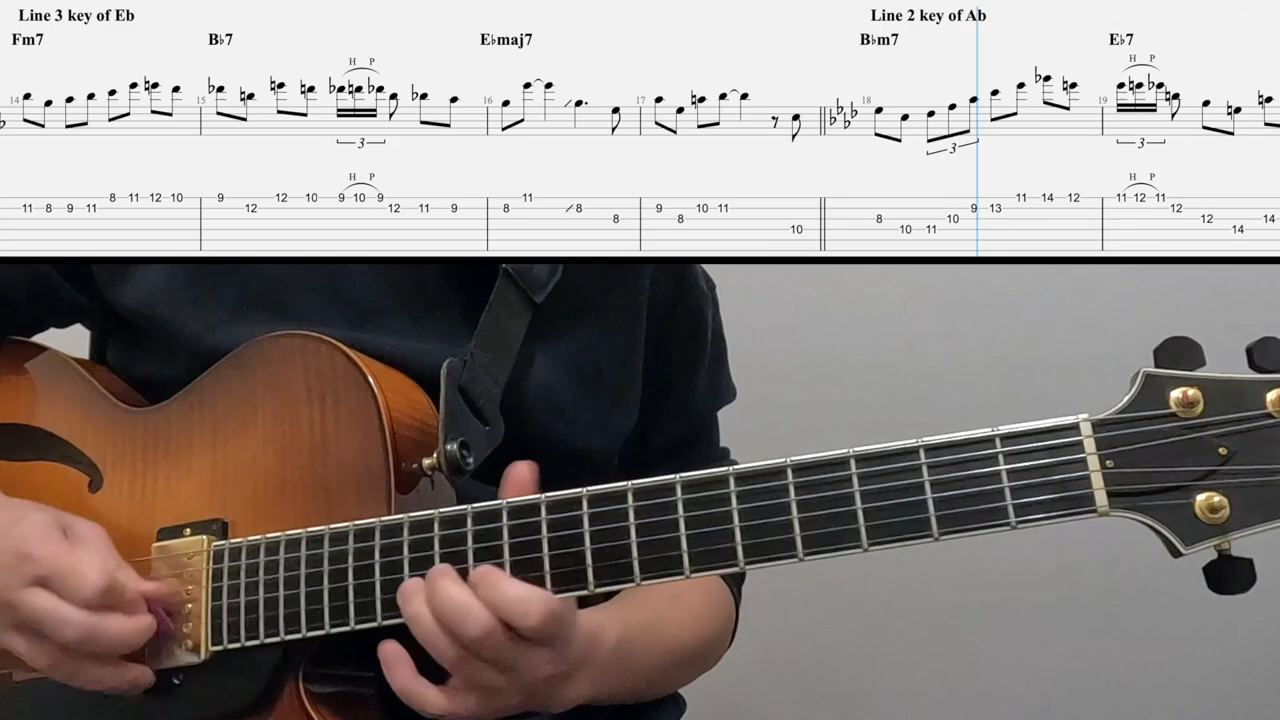 Line 3 key of Eb Line 2 key of Ab
Fm7 B♭7 E♭maj7 B♭m7 E♭7
H P H P
14 15 16 17 18 19
3 3 3
H P H P
8 11 12 10 9 12 10 9 10 9 11 11 14 12 11 12 11
11 8 9 11 12 12 11 9 8 8 9 10 11 9 13 12
8 8 8 10 12 14
10 10 11 14